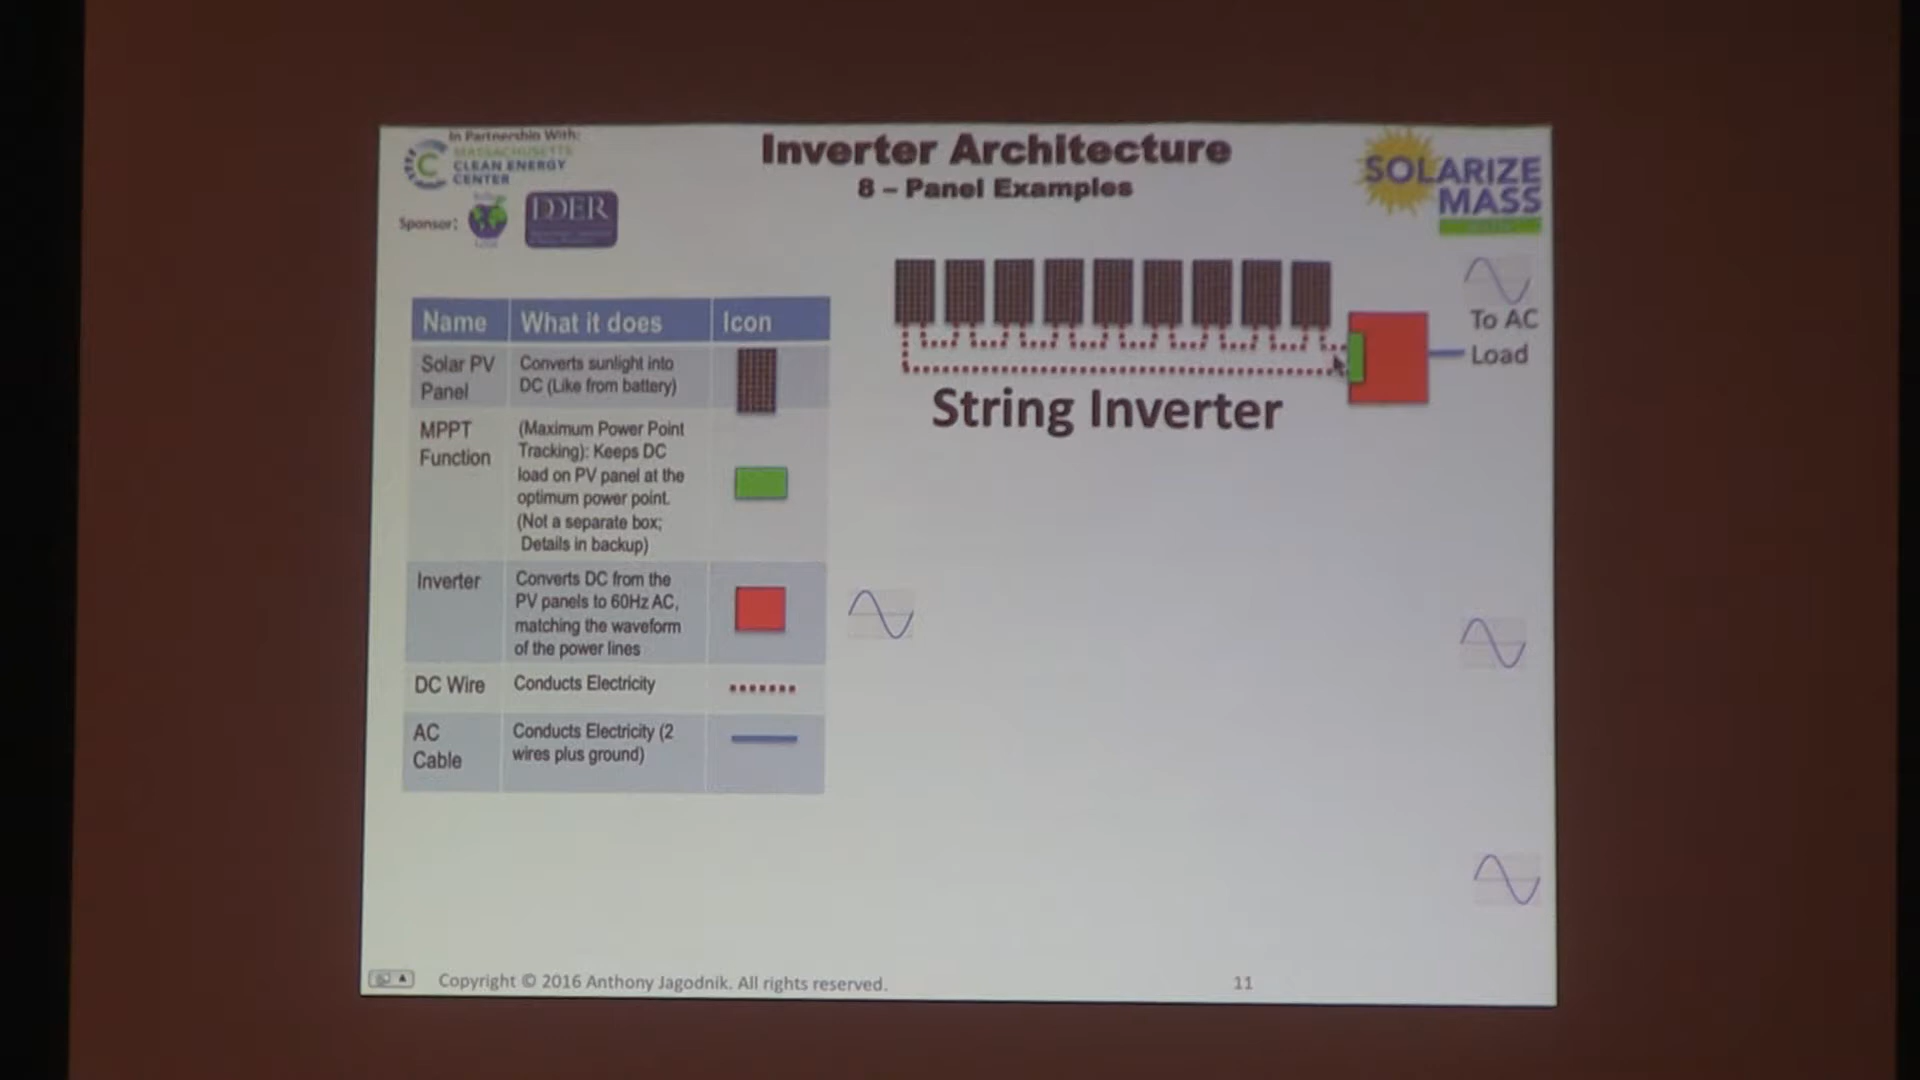 In Partnership With:
MASSACHUSETTS
CLEAN ENERGY
CENTER
Sponsor:
DOER
Inverter Architecture
8 – Panel Examples
SOLARIZE
MASS
Name What it does Icon
Solar PV
Panel
Converts sunlight into
DC (Like from battery)
MPPT
Function
(Maximum Power Point
Tracking): Keeps DC
load on PV panel at the
optimum power point.
(Not a separate box;
Details in backup)
Inverter
Converts DC from the
PV panels to 60Hz AC,
matching the waveform
of the power lines
DC Wire
Conducts Electricity
AC
Cable
Conducts Electricity (2
wires plus ground)
To AC
Load
String Inverter
Copyright © 2016 Anthony Jagodnik. All rights reserved.
11